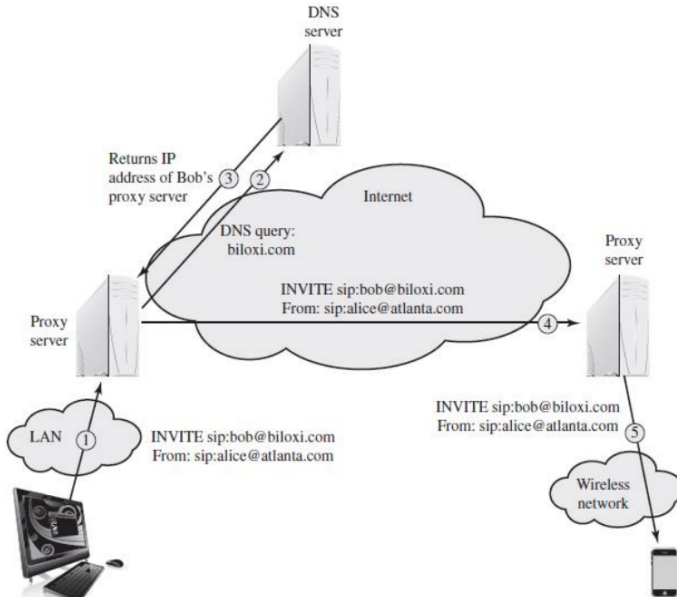 DNS
server
Returns IP
address of Bob's
proxy server
3
2
Internet
DNS query:
biloxi.com
Proxy
server
INVITE sip:bob@biloxi.com
From: sip:alice@atlanta.com
4
Proxy
server
INVITE sip:bob@biloxi.com
From: sip:alice@atlanta.com
5
LAN
1
INVITE sip:bob@biloxi.com
From: sip:alice@atlanta.com
Wireless
network